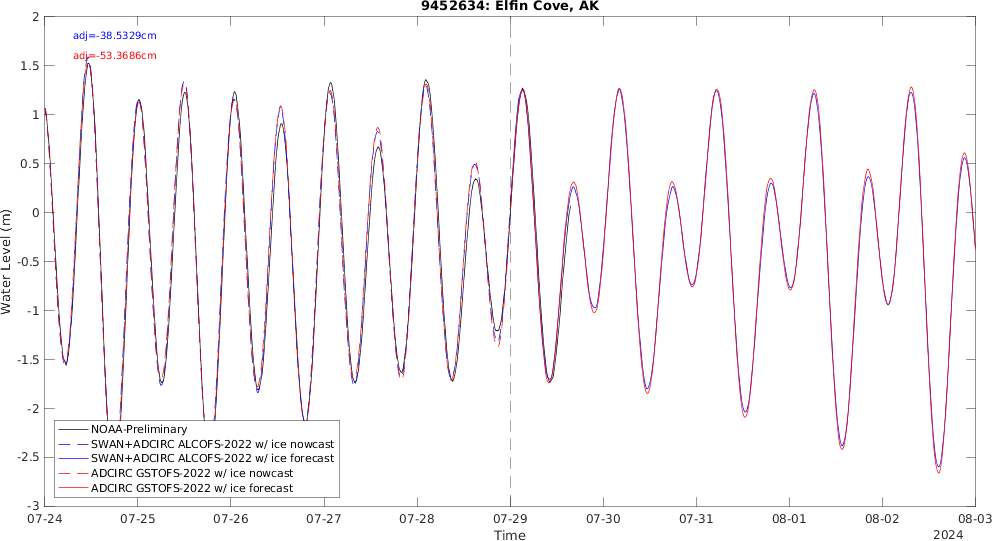 9452634: Elfin Cove, AK
adj=-38.5329cm
adj=-53.3686cm
Water Level (m)
2
1.5
1
0.5
0
-0.5
-1
-1.5
-2
-2.5
-3
NOAA-Preliminary
SWAN+ADCIRC ALCOFS-2022 w/ ice nowcast
SWAN+ADCIRC ALCOFS-2022 w/ ice forecast
ADCIRC GSTOFS-2022 w/ ice nowcast
ADCIRC GSTOFS-2022 w/ ice forecast
07-24 07-25 07-26 07-27 07-28 07-29 07-30 07-31 08-01 08-02 08-03
Time
2024